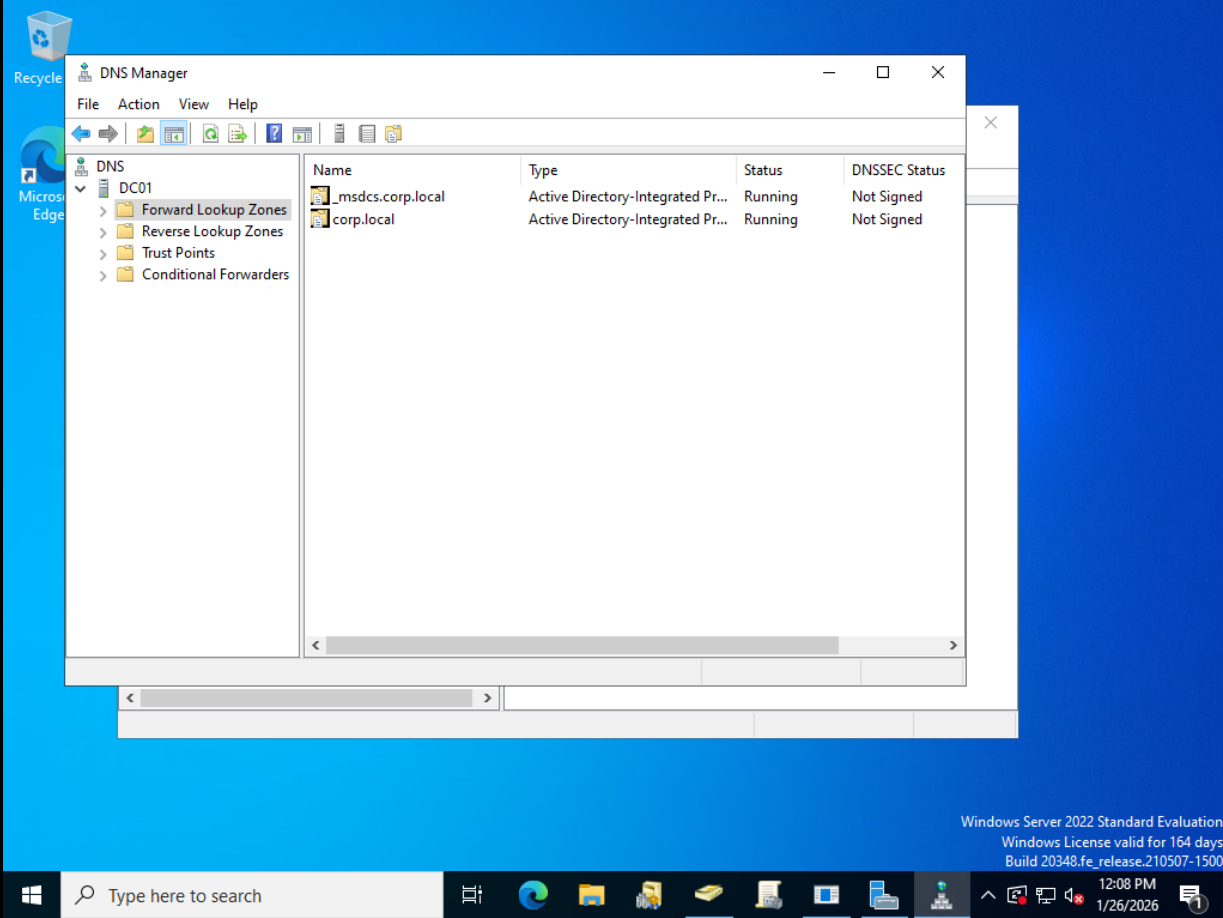 Recycle
Microso
Edge
DNS Manager
File Action View Help
DNS
DC01
Forward Lookup Zones
Reverse Lookup Zones
Trust Points
Conditional Forwarders
Name Type Status DNSSEC Status
_msdcs.corp.local Active Directory-Integrated Pr... Running Not Signed
corp.local Active Directory-Integrated Pr... Running Not Signed
Windows Server 2022 Standard Evaluation
Windows License valid for 164 days
Build 20348.fe_release.210507-1500
Type here to search
12:08 PM
1/26/2026
1